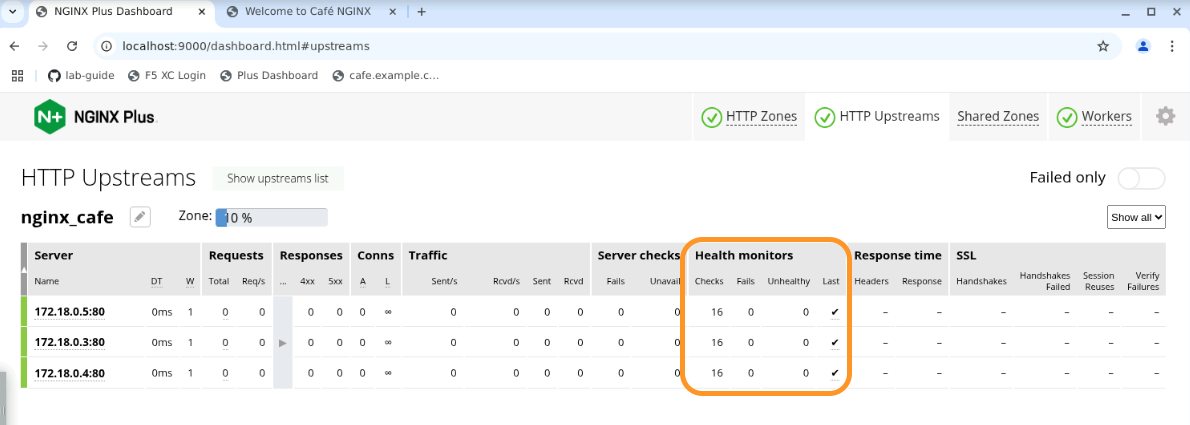 NGINX Plus Dashboard × Welcome to Café NGINX × +
localhost:9000/dashboard.html#upstreams
lab-guide F5 XC Login Plus Dashboard cafe.example.c...
N+ NGINX Plus HTTP Zones HTTP Upstreams Shared Zones Workers
HTTP Upstreams Show upstreams list Failed only
nginx_cafe Zone: 10 % Show all
Server Requests Responses Conns Traffic Server checks Health monitors Response time SSL
Name DT W Total Req/s ... 4xx 5xx A L Sent/s Rcvd/s Sent Rcvd Fails Unavail Checks Fails Unhealthy Last Headers Response Handshakes Handshakes Failed Session Reuses Verify Failures
172.18.0.5:80 0ms 1 0 0 0 0 0 ∞ 0 0 0 0 0 0 16 0 0 ✔ – – – – – –
172.18.0.3:80 0ms 1 0 0 ▶ 0 0 0 ∞ 0 0 0 0 0 0 16 0 0 ✔ – – – – – –
172.18.0.4:80 0ms 1 0 0 0 0 0 ∞ 0 0 0 0 0 0 16 0 0 ✔ – – – – – –